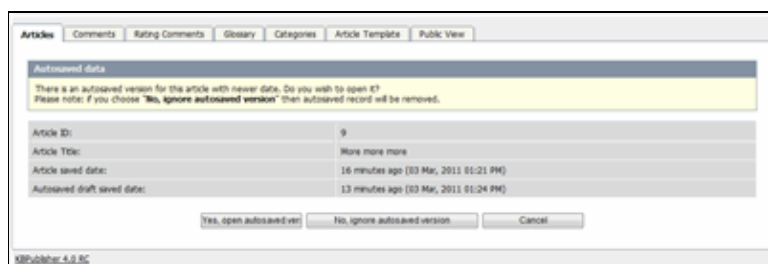 Articles Comments Rating Comments Glossary Categories Article Template Public View
Autosaved data
There is an autosaved version for this article with newer date. Do you wish to open it?
Please note: if you choose "No, ignore autosaved version" then autosaved record will be removed.
Article ID: 9
Article Title: More more more
Article saved date: 16 minutes ago (03 Mar, 2011 01:21 PM)
Autosaved draft saved date: 13 minutes ago (03 Mar, 2011 01:24 PM)
Yes, open autosaved ver No, ignore autosaved version Cancel
KBPublisher 4.0 RC